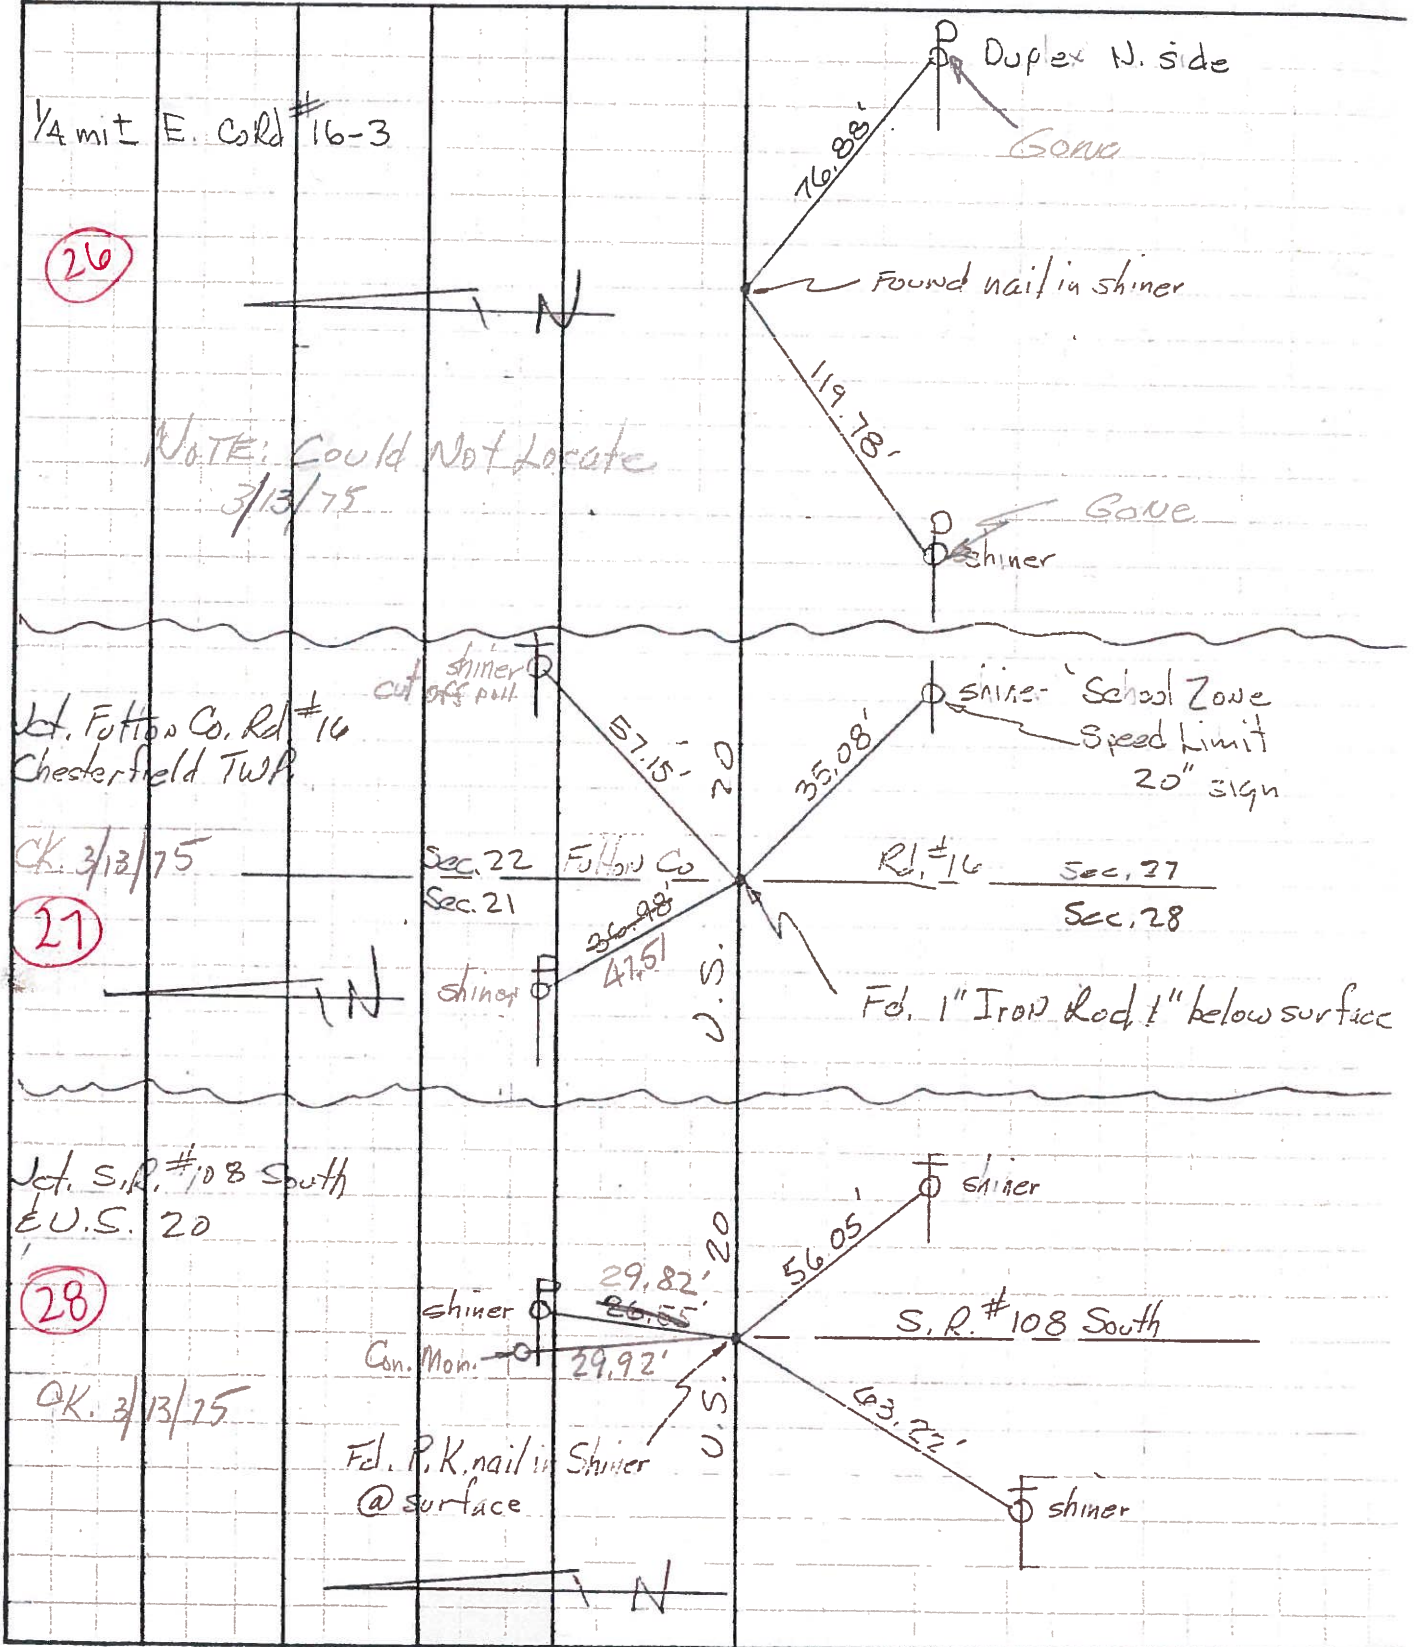 Duplex N. side
1/4 mi ± E. Co Rd #16-3
Gone
76.88'
26
Found nail in shiner
N
119.78'
NOTE: Could Not Locate
3/13/75
Gone
shiner
shiner
cut off
shiner "School Zone
Speed Limit
20" sign
Jct. Fulton Co. Rd #16
Chesterfield TWP.
57.15'
35.08'
U.S. 20
CK. 3/13/75
Sec. 22 Fulton Co Rd. #16 Sec. 27
Sec. 21 Sec. 28
27
36.98'
47.51
shiner
N
Fd. 1" Iron Rod 1" below surface
Jct. S.R. #108 South
& U.S. 20
shiner
56.05'
U.S. 20
28
29.82'
shiner
S.R. #108 South
Con. Mon.
29.92'
OK. 3/13/75
63.22'
Fd. P.K. nail in Shiner
@ surface
shiner
N